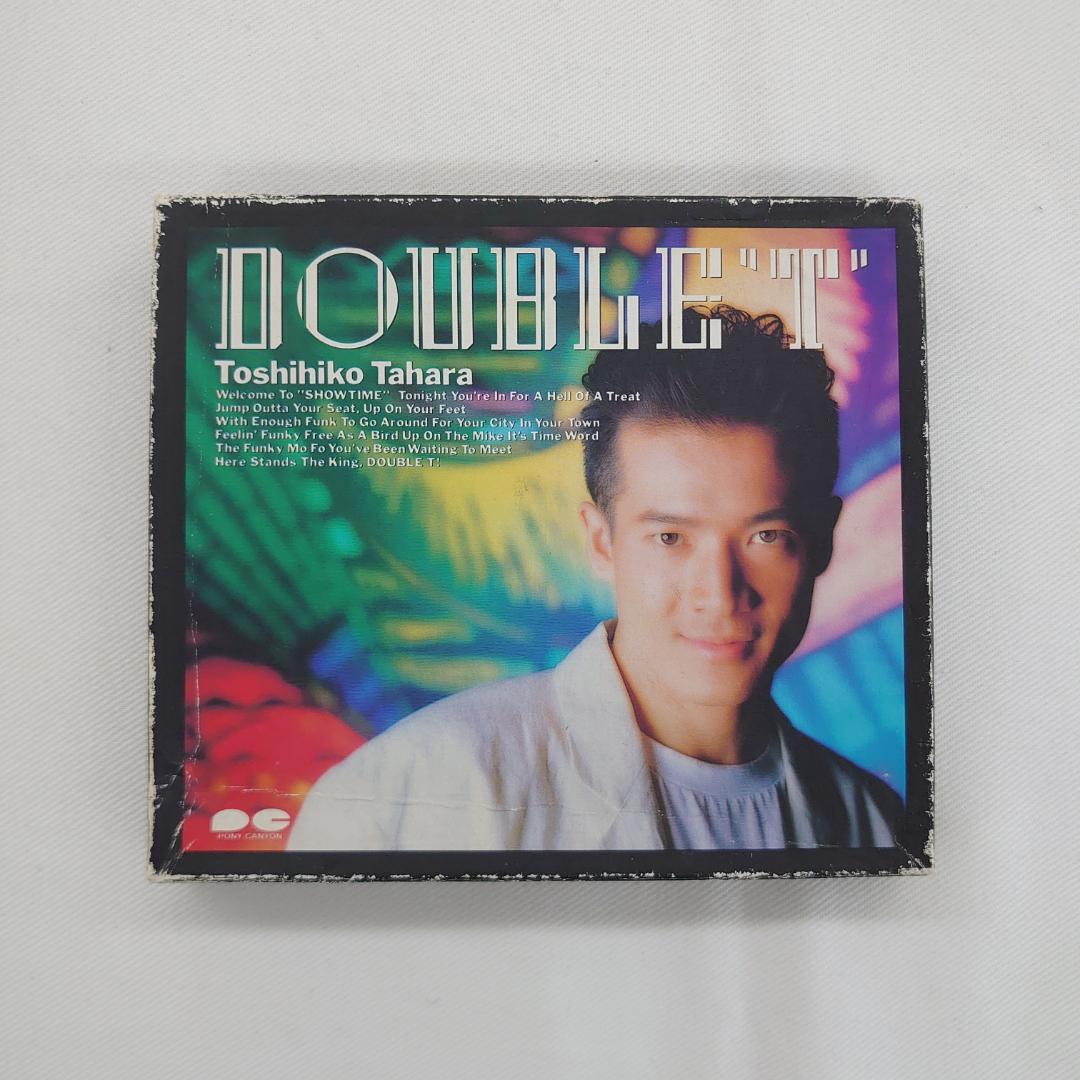 DOUBLE "T"
Toshihiko Tahara
Welcome To "SHOWTIME" Tonight You're In For A Hell Of A Treat
Jump Outta Your Seat, Up On Your Feet
With Enough Funk To Go Around For Your City In Your Town
Feelin' Funky Free As A Bird Up On The Mike It's Time Word
The Funky Mo Fo You've Been Waiting To Meet
Here Stands The King, DOUBLE T!
PC
PONY CANYON